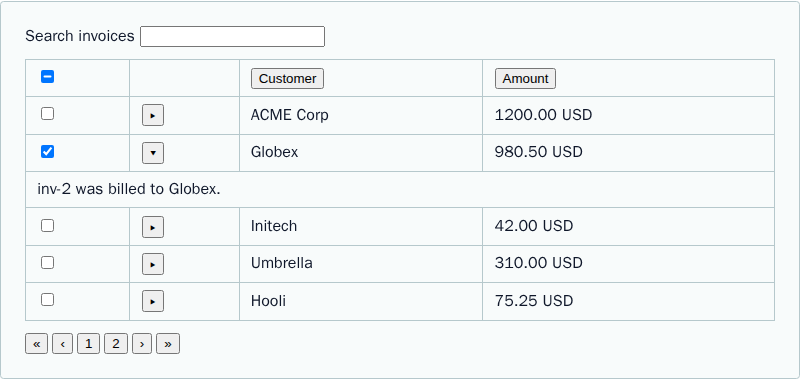 Search invoices
Customer Amount
▸ ACME Corp 1200.00 USD
▾ Globex 980.50 USD
inv-2 was billed to Globex.
▸ Initech 42.00 USD
▸ Umbrella 310.00 USD
▸ Hooli 75.25 USD
« ‹ 1 2 › »